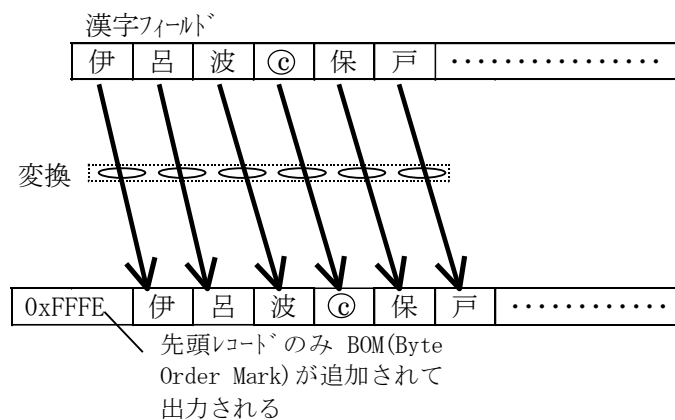 漢字ﾌｨｰﾙﾄﾞ
伊 呂 波 ⓒ 保 戸 ・・・・・・・・・・・・・・・・
変換
0xFFFE 伊 呂 波 ⓒ 保 戸 ・・・・・・・・・・・・
先頭ﾚｺｰﾄﾞのみ BOM(Byte
Order Mark)が追加されて
出力される